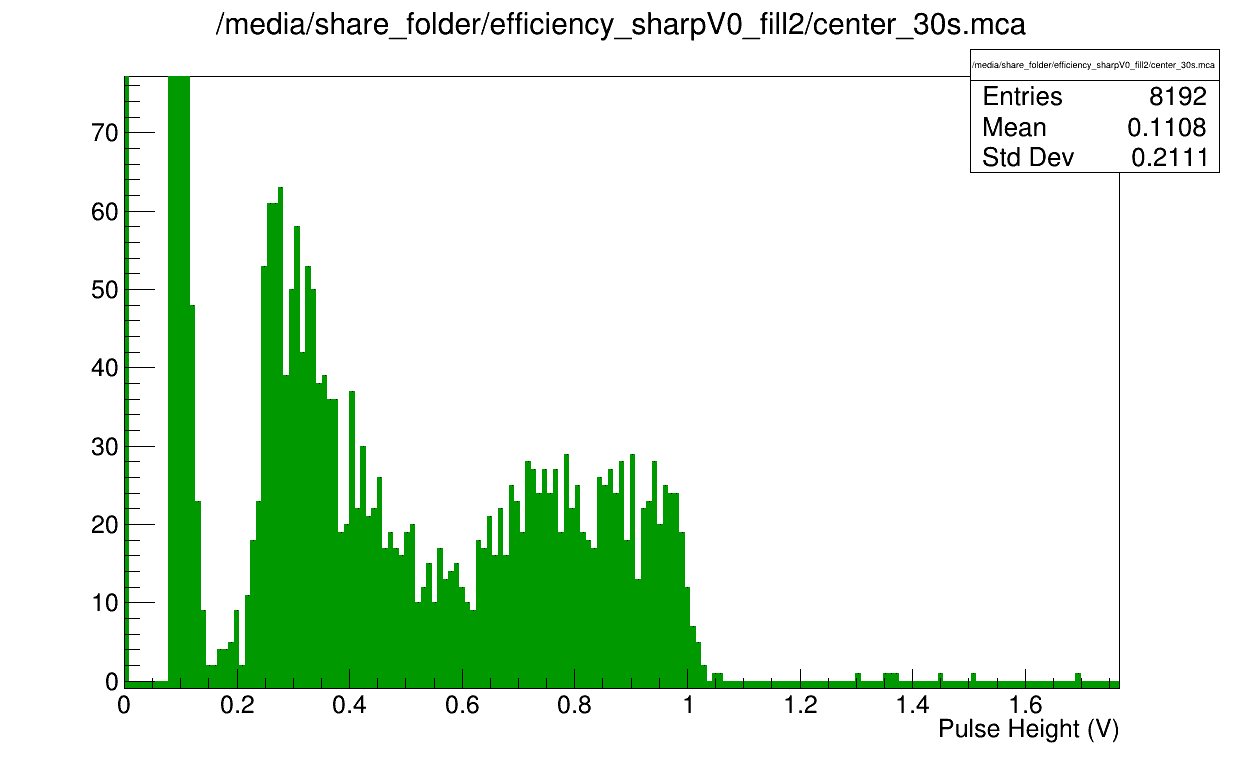 /media/share_folder/efficiency_sharpV0_fill2/center_30s.mca
/media/share_folder/efficiency_sharpV0_fill2/center_30s.mca
Entries 8192
Mean 0.1108
Std Dev 0.2111
70
60
50
40
30
20
10
0
0 0.2 0.4 0.6 0.8 1 1.2 1.4 1.6
Pulse Height (V)